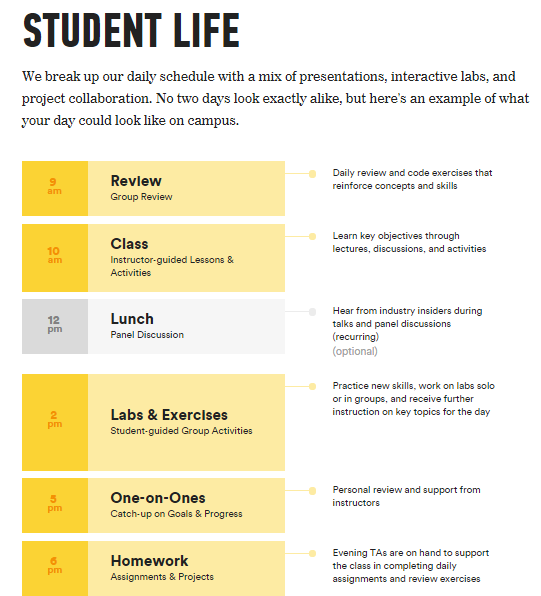 STUDENT LIFE
We break up our daily schedule with a mix of presentations, interactive labs, and
project collaboration. No two days look exactly alike, but here's an example of what
your day could look like on campus.
9
am
Review
Group Review
Daily review and code exercises that
reinforce concepts and skills
10
am
Class
Instructor-guided Lessons &
Activities
Learn key objectives through
lectures, discussions, and activities
12
pm
Lunch
Panel Discussion
Hear from industry insiders during
talks and panel discussions
(recurring)
(optional)
2
pm
Labs & Exercises
Student-guided Group Activities
Practice new skills, work on labs solo
or in groups, and receive further
instruction on key topics for the day
5
pm
One-on-Ones
Catch-up on Goals & Progress
Personal review and support from
instructors
6
pm
Homework
Assignments & Projects
Evening TAs are on hand to support
the class in completing daily
assignments and review exercises